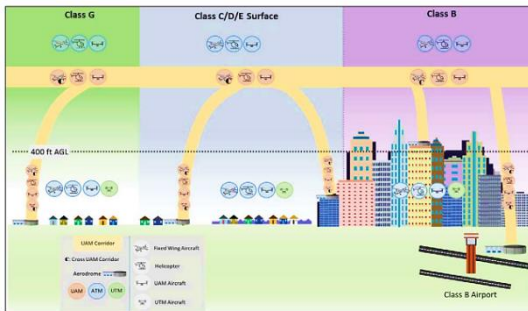 Class G
Class C/D/E Surface
Class B
400 ft AGL
UAM Corridor
: Cross UAM Corridor
Aerodrome
UAM
ATM
UTM
Fixed Wing Aircraft
Helicopter
UAM Aircraft
UTM Aircraft
Class B Airport